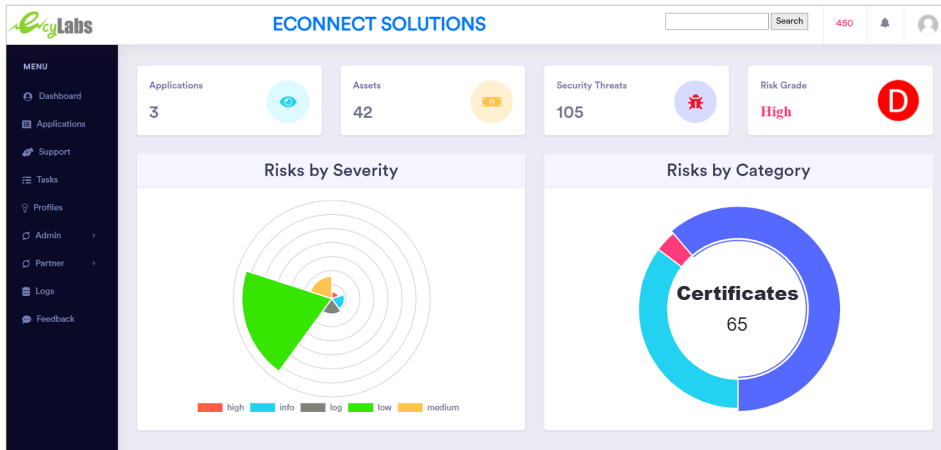 EcyLabs
ECONNECT SOLUTIONS
Search
450
MENU
Dashboard
Applications
Support
Tasks
Profiles
Admin
Partner
Logs
Feedback
Applications
3
Assets
42
Security Threats
105
Risk Grade
High
D
Risks by Severity
high info log low medium
Risks by Category
Certificates
65